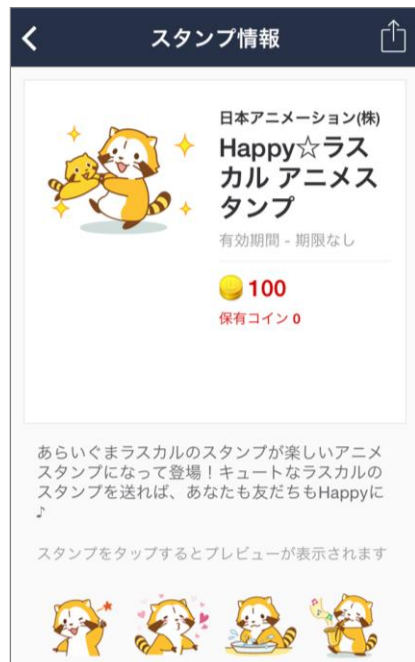 スタンプ情報
日本アニメーション(株)
Happy☆ラス
カル アニメス
タンプ
有効期間 - 期限なし
100
保有コイン 0
あらいぐまラスカルのスタンプが楽しいアニメ
スタンプになって登場！キュートなラスカルの
スタンプを送れば、あなたも友だちもHappyに
♪
スタンプをタップするとプレビューが表示されます